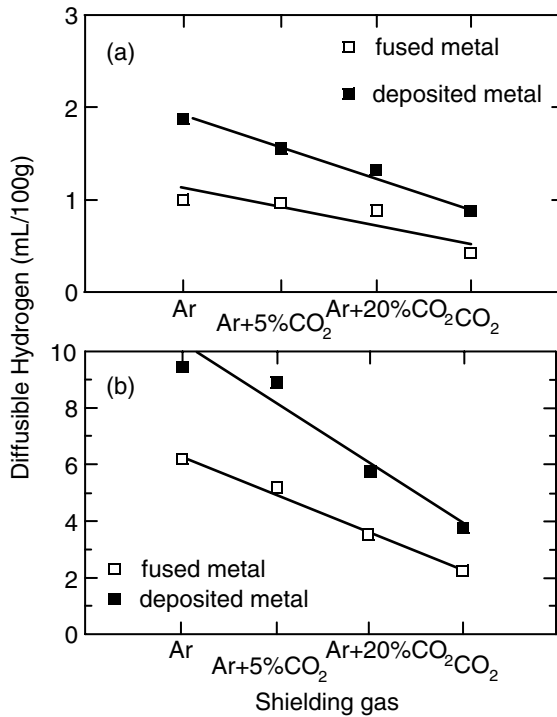 Diffusible Hydrogen (mL/100g)
(a)
fused metal
deposited metal
3
2
1
0
Ar
Ar+5%CO2
Ar+20%CO2
CO2
(b)
10
8
6
4
2
0
fused metal
deposited metal
Ar
Ar+5%CO2
Ar+20%CO2
CO2
Shielding gas